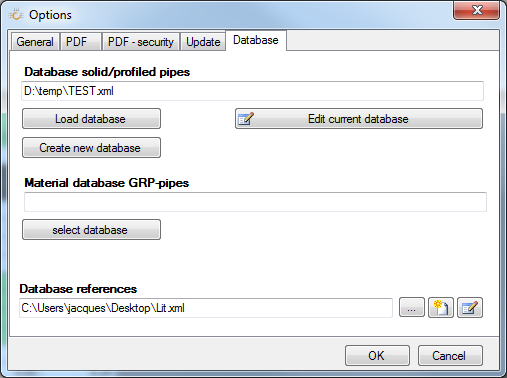 Options
General PDF PDF - security Update Database
Database solid/profiled pipes
D:\temp\TEST.xml
Load database Edit current database
Create new database
Material database GRP-pipes
select database
Database references
C:\Users\jacques\Desktop\Lit.xml ...
OK Cancel